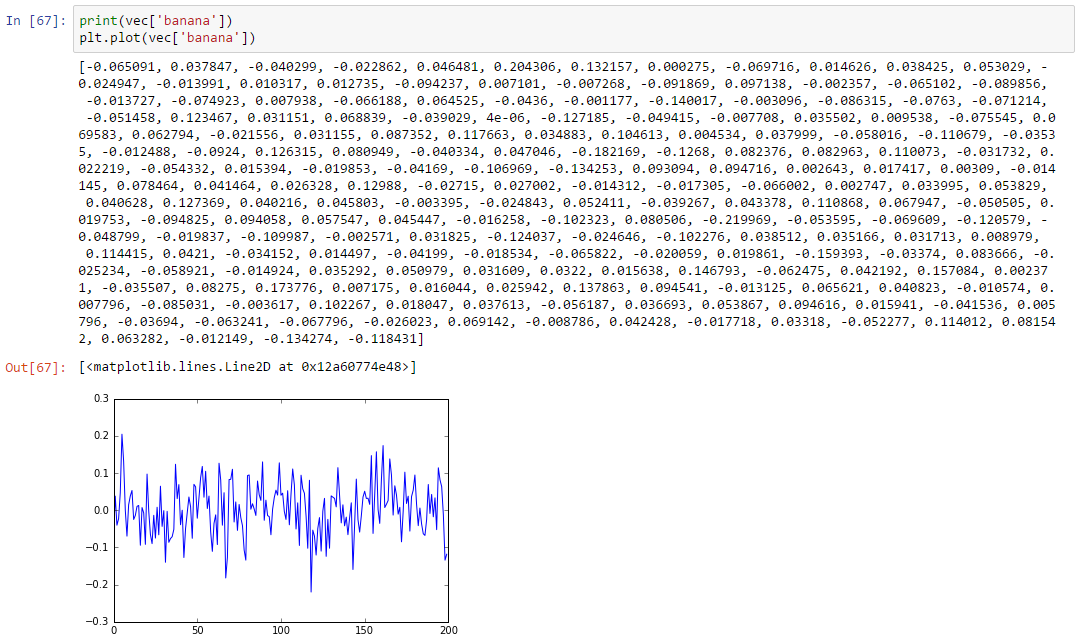 In [67]: print(vec['banana'])
plt.plot(vec['banana'])
[-0.065091, 0.037847, -0.040299, -0.022862, 0.046481, 0.204306, 0.132157, 0.000275, -0.069716, 0.014626, 0.038425, 0.053029, -
0.024947, -0.013991, 0.010317, 0.012735, -0.094237, 0.007101, -0.007268, -0.091869, 0.097138, -0.002357, -0.065102, -0.089856,
-0.013727, -0.074923, 0.007938, -0.066188, 0.064525, -0.0436, -0.001177, -0.140017, -0.003096, -0.086315, -0.0763, -0.071214,
-0.051458, 0.123467, 0.031151, 0.068839, -0.039029, 4e-06, -0.127185, -0.049415, -0.007708, 0.035502, 0.009538, -0.075545, 0.0
69583, 0.062794, -0.021556, 0.031155, 0.087352, 0.117663, 0.034883, 0.104613, 0.004534, 0.037999, -0.058016, -0.110679, -0.0353
5, -0.012488, -0.0924, 0.126315, 0.080949, -0.040334, 0.047046, -0.182169, -0.1268, 0.082376, 0.082963, 0.110073, -0.031732, 0.
022219, -0.054332, 0.015394, -0.019853, -0.04169, -0.106969, -0.134253, 0.093094, 0.094716, 0.002643, 0.017417, 0.00309, -0.014
145, 0.078464, 0.041464, 0.026328, 0.12988, -0.02715, 0.027002, -0.014312, -0.017305, -0.066002, 0.002747, 0.033995, 0.053829,
0.040628, 0.127369, 0.040216, 0.045803, -0.003395, -0.024843, 0.052411, -0.039267, 0.043378, 0.110868, 0.067947, -0.050505, 0.
019753, -0.094825, 0.094058, 0.057547, 0.045447, -0.016258, -0.102323, 0.080506, -0.219969, -0.053595, -0.069609, -0.120579, -
0.048799, -0.019837, -0.109987, -0.002571, 0.031825, -0.124037, -0.024646, -0.102276, 0.038512, 0.035166, 0.031713, 0.008979,
0.114415, 0.0421, -0.034152, 0.014497, -0.04199, -0.018534, -0.065822, -0.020059, 0.019861, -0.159393, -0.03374, 0.083666, -0.
025234, -0.058921, -0.014924, 0.035292, 0.050979, 0.031609, 0.0322, 0.015638, 0.146793, -0.062475, 0.042192, 0.157084, 0.00237
1, -0.035507, 0.08275, 0.173776, 0.007175, 0.016044, 0.025942, 0.137863, 0.094541, -0.013125, 0.065621, 0.040823, -0.010574, 0.
007796, -0.085031, -0.003617, 0.102267, 0.018047, 0.037613, -0.056187, 0.036693, 0.053867, 0.094616, 0.015941, -0.041536, 0.005
796, -0.03694, -0.063241, -0.067796, -0.026023, 0.069142, -0.008786, 0.042428, -0.017718, 0.03318, -0.052277, 0.114012, 0.08154
2, 0.063282, -0.012149, -0.134274, -0.118431]
Out[67]: [<matplotlib.lines.Line2D at 0x12a60774e48>]
0.3
0.2
0.1
0.0
−0.1
−0.2
−0.3
0 50 100 150 200